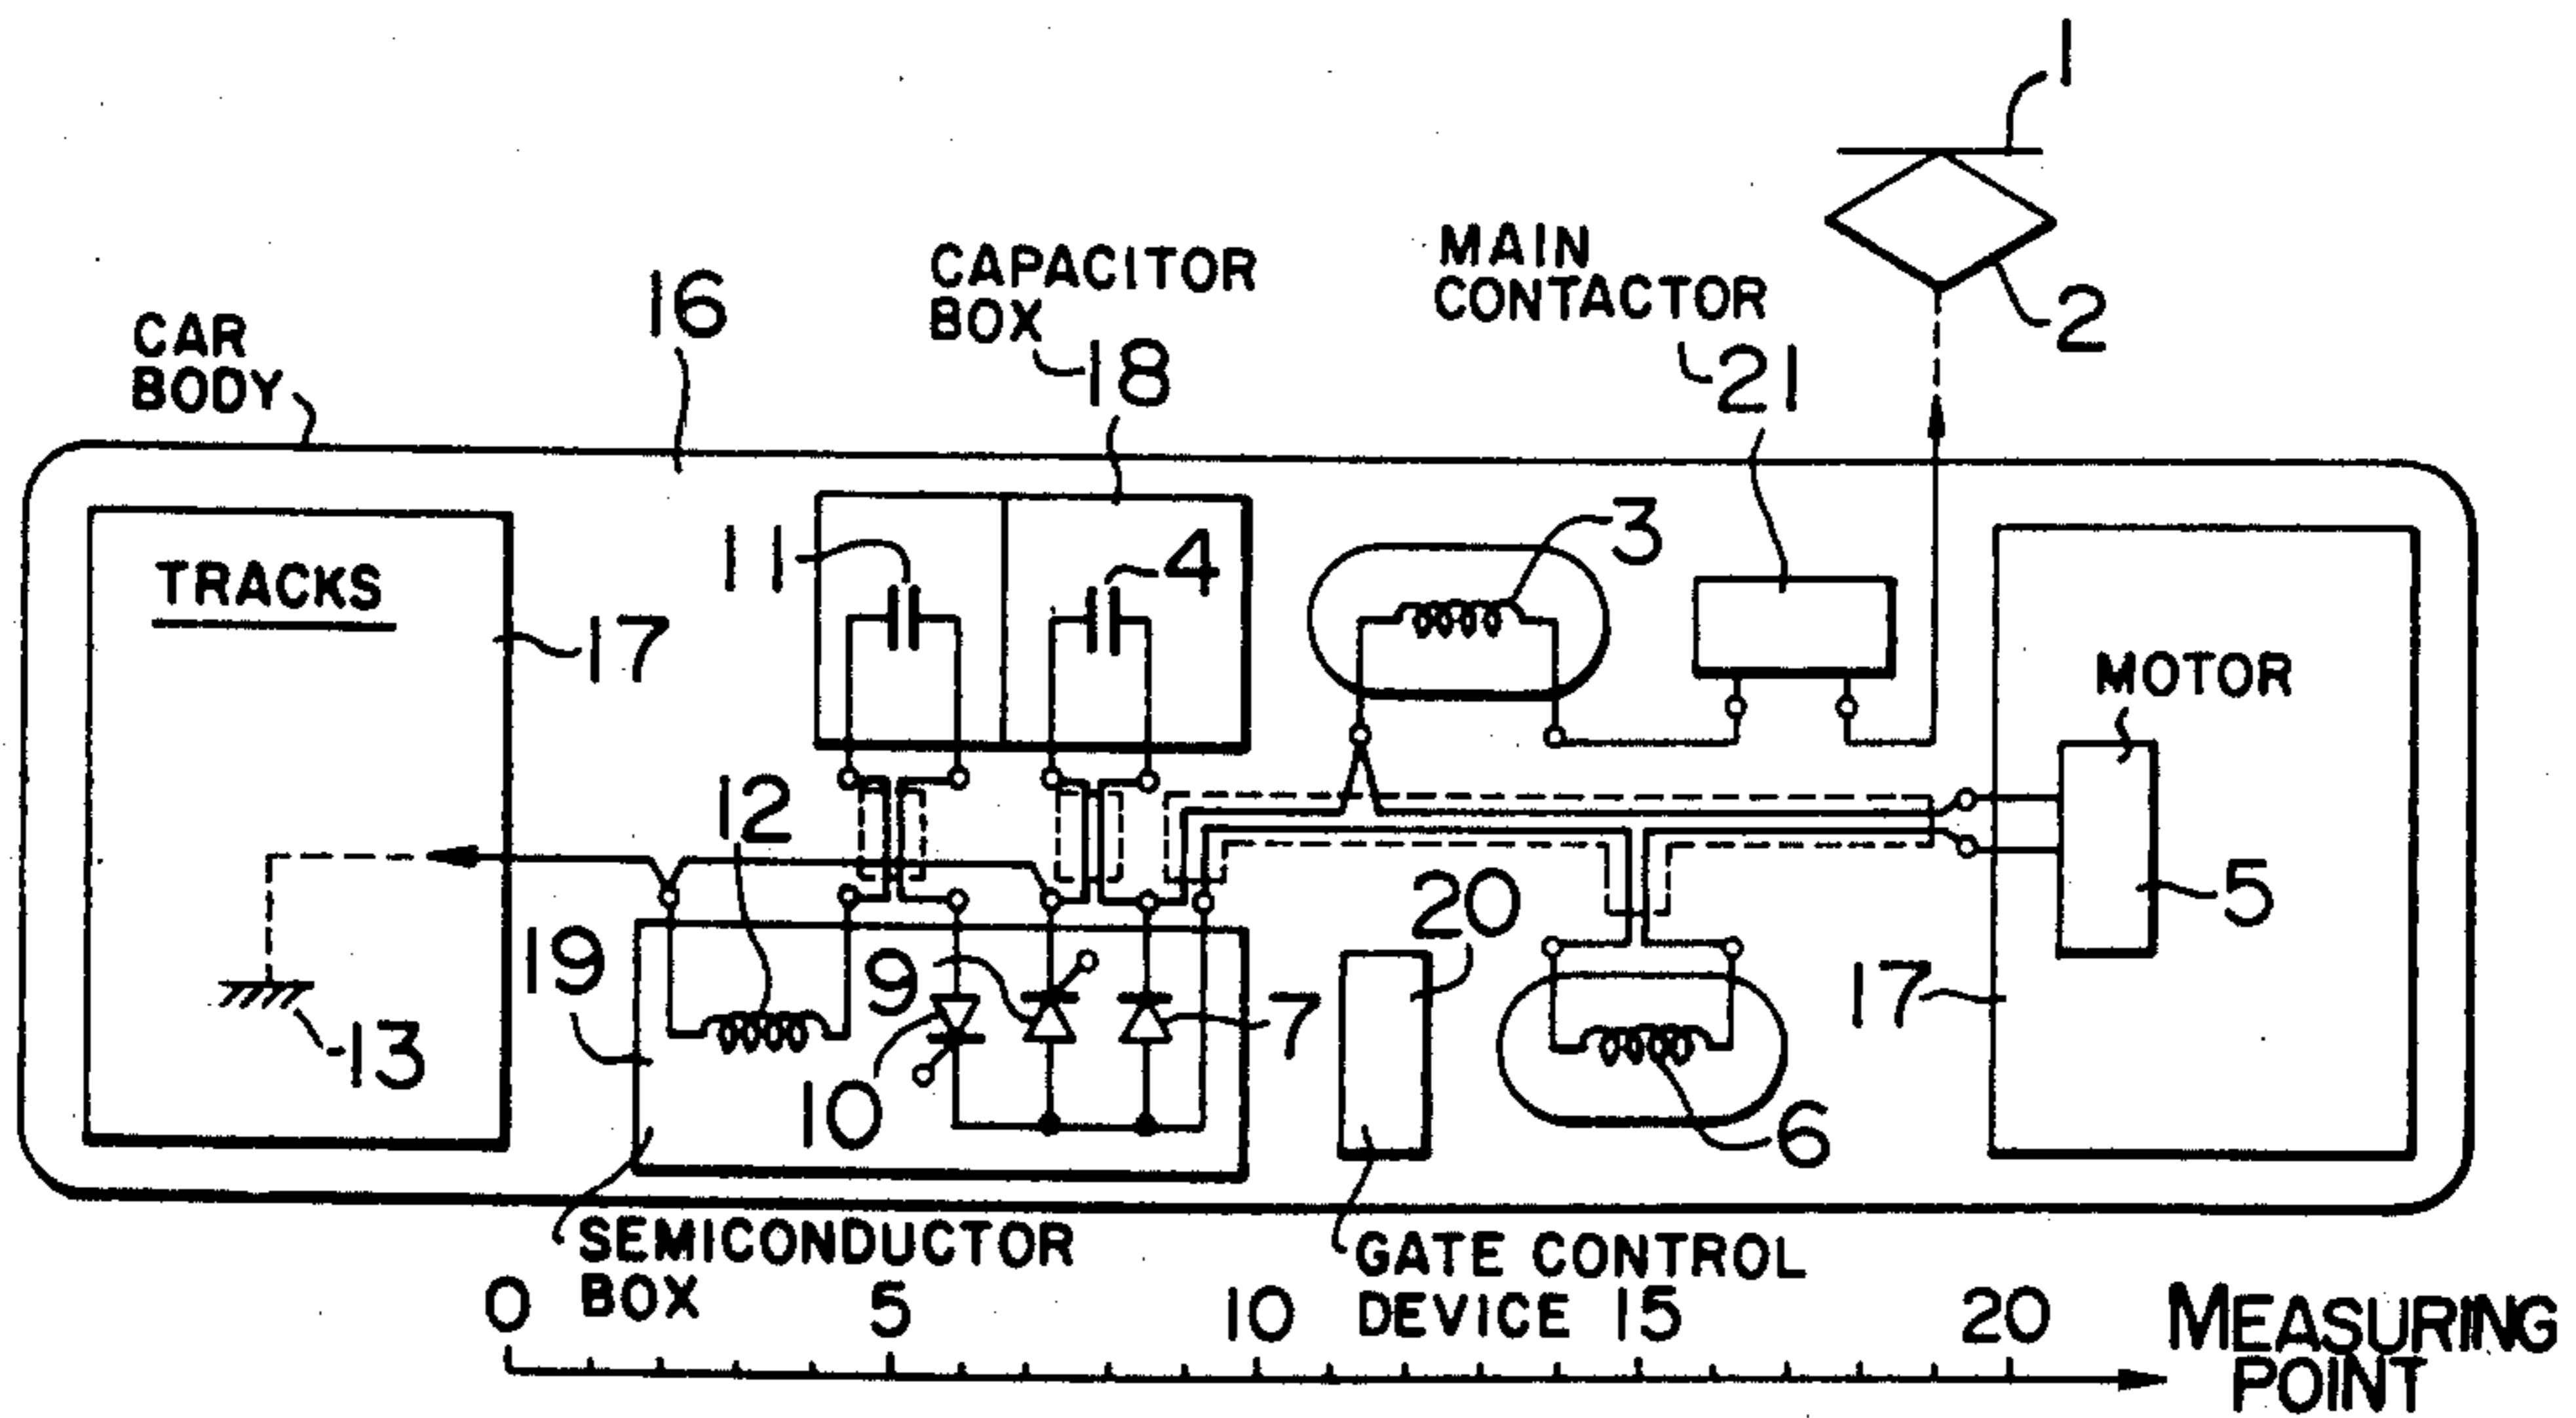 1
2
MAIN
CONTACTOR
21
CAPACITOR
BOX
18
16
CAR
BODY
TRACKS
17
11
4
3
MOTOR
5
12
13
19
10
9
7
20
6
17
SEMICONDUCTOR
BOX
GATE CONTROL
DEVICE
0 5 10 15 20
MEASURING
POINT